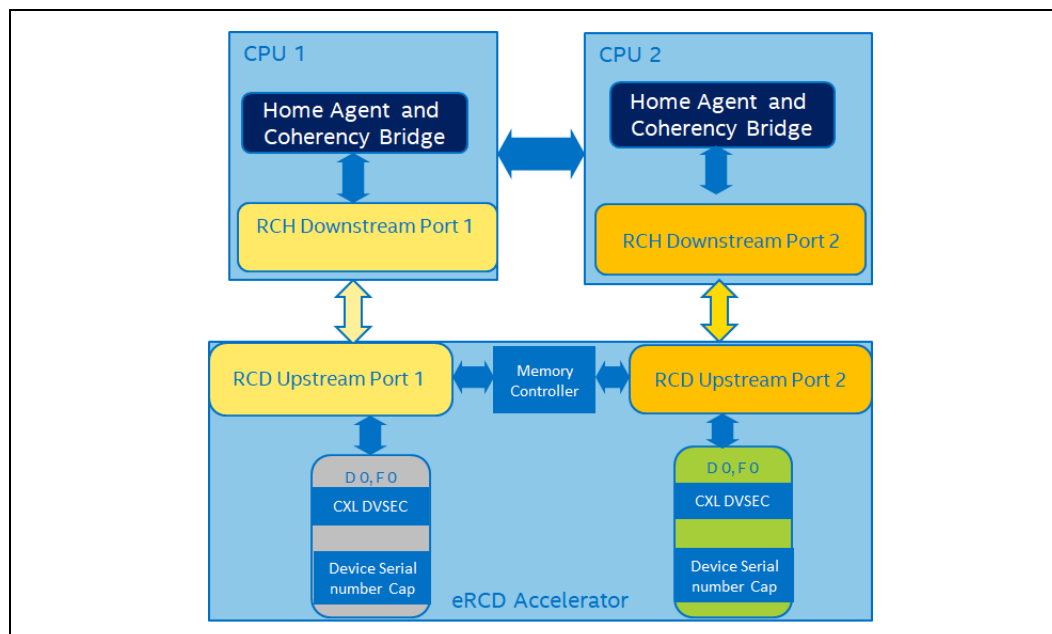 CPU 1
CPU 2
Home Agent and
Coherency Bridge
Home Agent and
Coherency Bridge
RCH Downstream Port 1
RCH Downstream Port 2
RCD Upstream Port 1
Memory
Controller
RCD Upstream Port 2
D 0, F 0
CXL DVSEC
Device Serial
number Cap
D 0, F 0
CXL DVSEC
Device Serial
number Cap
eRCD Accelerator